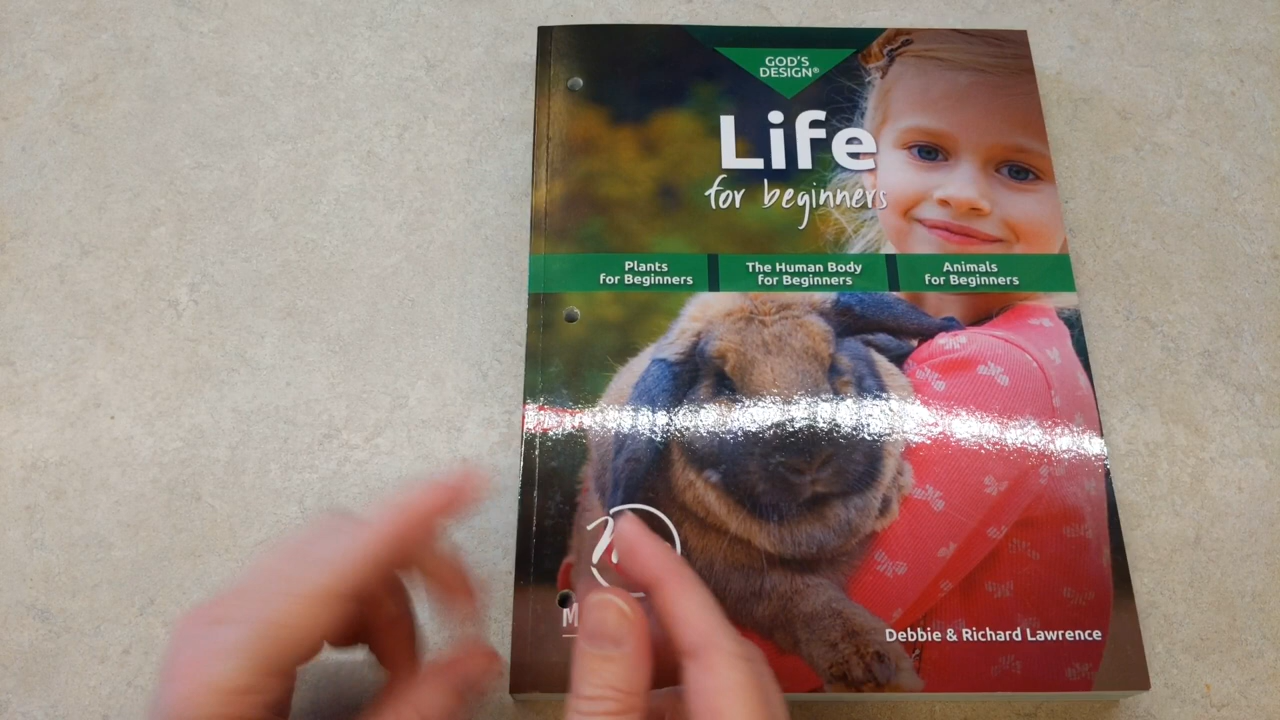 GOD'S
DESIGN®
Life
for beginners
Plants
for Beginners
The Human Body
for Beginners
Animals
for Beginners
Debbie & Richard Lawrence